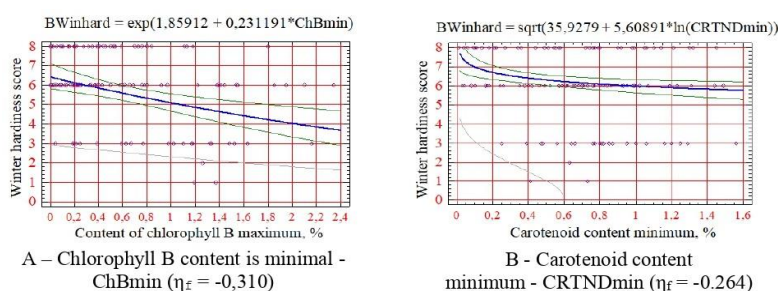 BWinhard = exp(1,85912 + 0,231191*ChBmin)
Winter hardiness score
8
7
6
5
4
3
2
1
0
0 0,2 0,4 0,6 0,8 1 1,2 1,4 1,6 1,8 2 2,2 2,4
Content of chlorophyll B maximum, %
A – Chlorophyll B content is minimal -
ChBmin (ηf = -0,310)
BWinhard = sqrt(35,9279 + 5,60891*ln(CRTNDmin))
Winter hardiness score
8
7
6
5
4
3
2
1
0
0 0,2 0,4 0,6 0,8 1 1,2 1,4 1,6
Carotenoid content minimum, %
B - Carotenoid content
minimum - CRTNDmin (ηf = -0.264)